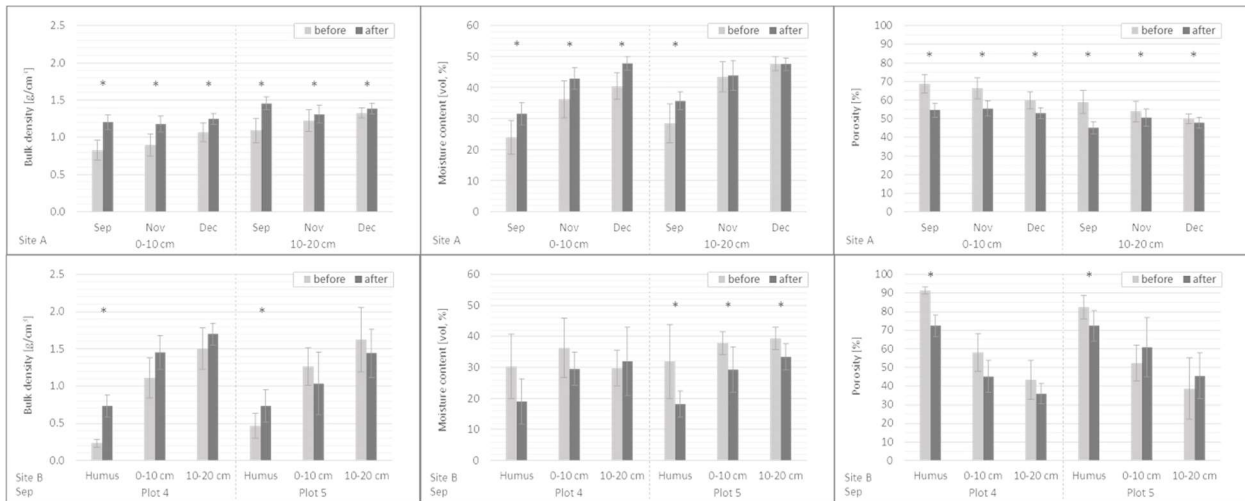 before after
2.5
2.0
1.5
1.0
0.5
0.0
Bulk density [g/cm³]
* * * * * *
Sep Nov Dec Sep Nov Dec
Site A 0-10 cm 10-20 cm
before after
60
50
40
30
20
10
0
Moisture content [vol, %]
* * * *
Sep Nov Dec Sep Nov Dec
Site A 0-10 cm 10-20 cm
before after
100
90
80
70
60
50
40
30
20
10
0
Porosity [%]
* * * * * *
Sep Nov Dec Sep Nov Dec
Site A 0-10 cm 10-20 cm
before after
2.5
2.0
1.5
1.0
0.5
0.0
Bulk density [g/cm³]
* *
Site B Humus 0-10 cm 10-20 cm Humus 0-10 cm 10-20 cm
Sep Plot 4 Plot 5
before after
60
50
40
30
20
10
0
Moisture content [vol, %]
* * *
Site B Humus 0-10 cm 10-20 cm Humus 0-10 cm 10-20 cm
Sep Plot 4 Plot 5
before after
100
90
80
70
60
50
40
30
20
10
0
Porosity [%]
* *
Site B Humus 0-10 cm 10-20 cm Humus 0-10 cm 10-20 cm
Sep Plot 4 Plot 5